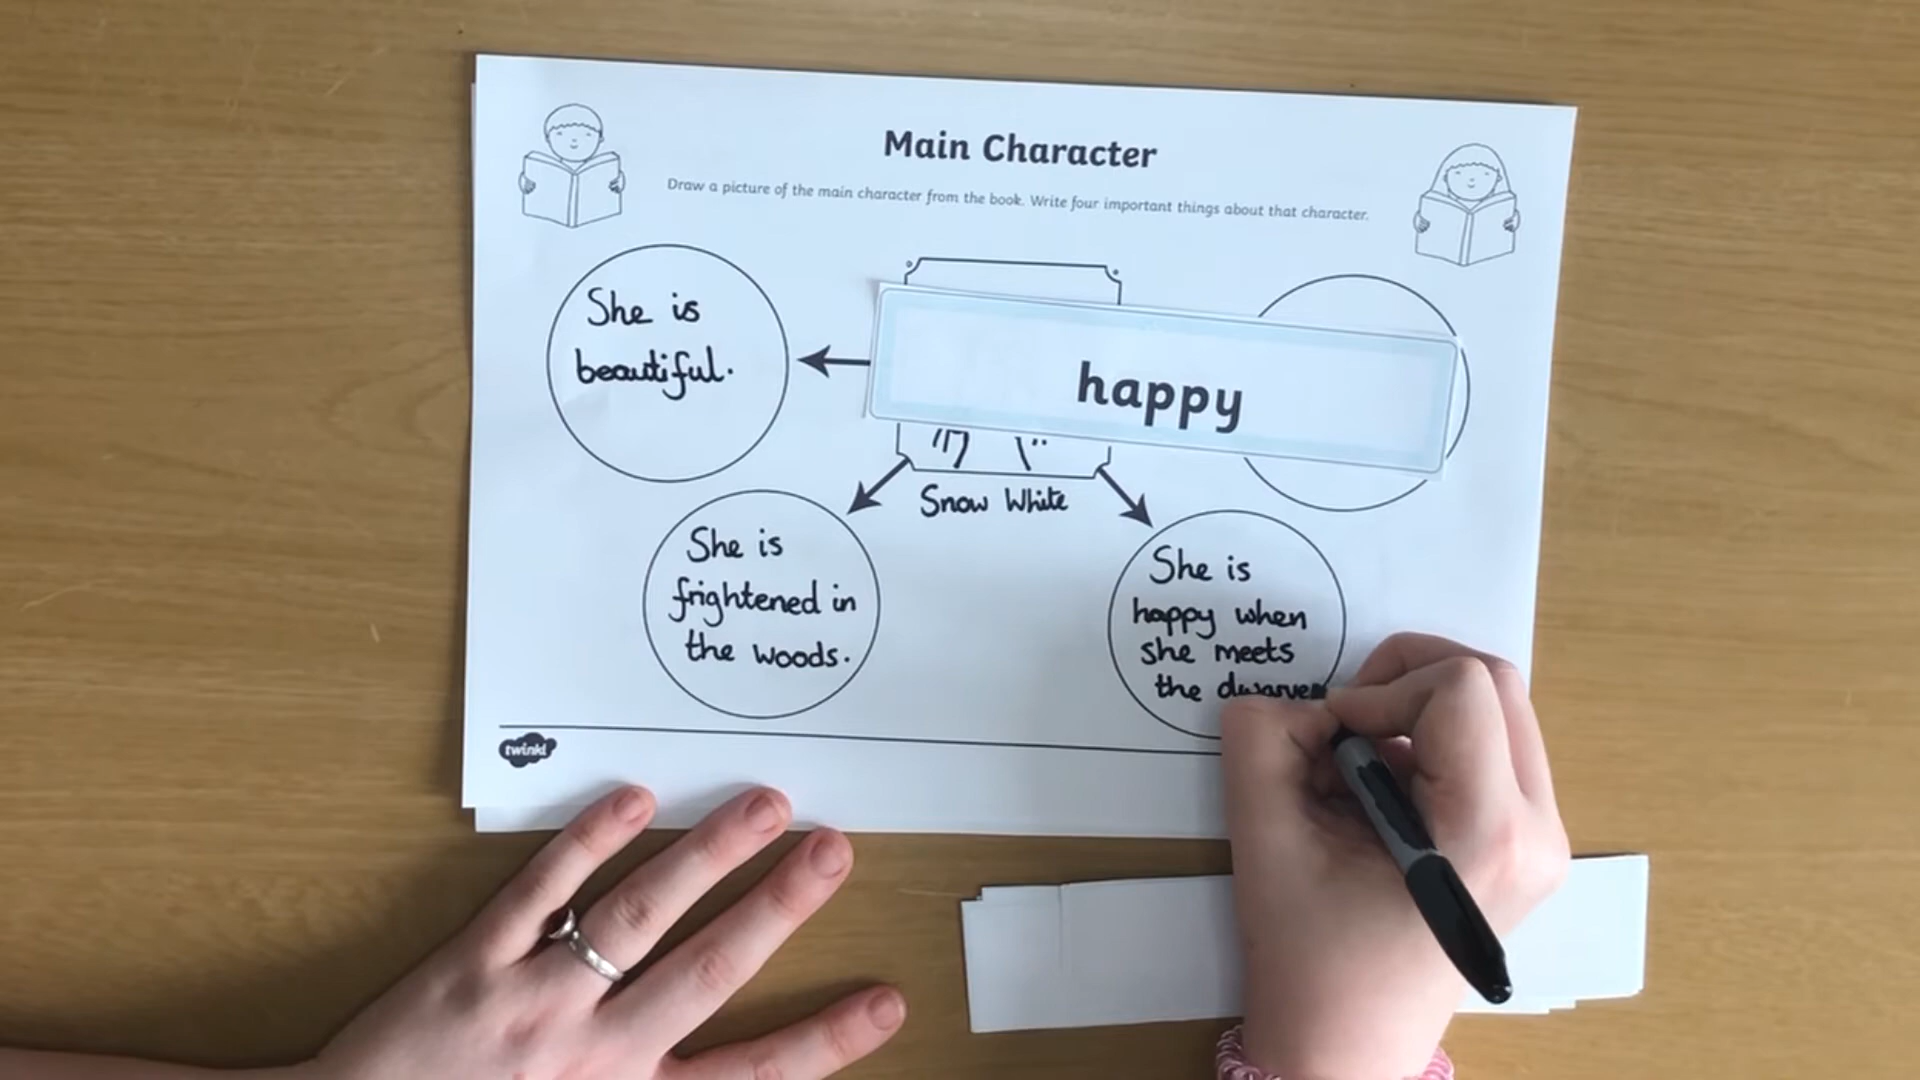 Main Character
Draw a picture of the main character from the book. Write four important things about that character.
She is
beautiful.
happy
Snow White
She is
frightened in
the woods.
She is
happy when
she meets
the dwarve
twinkl